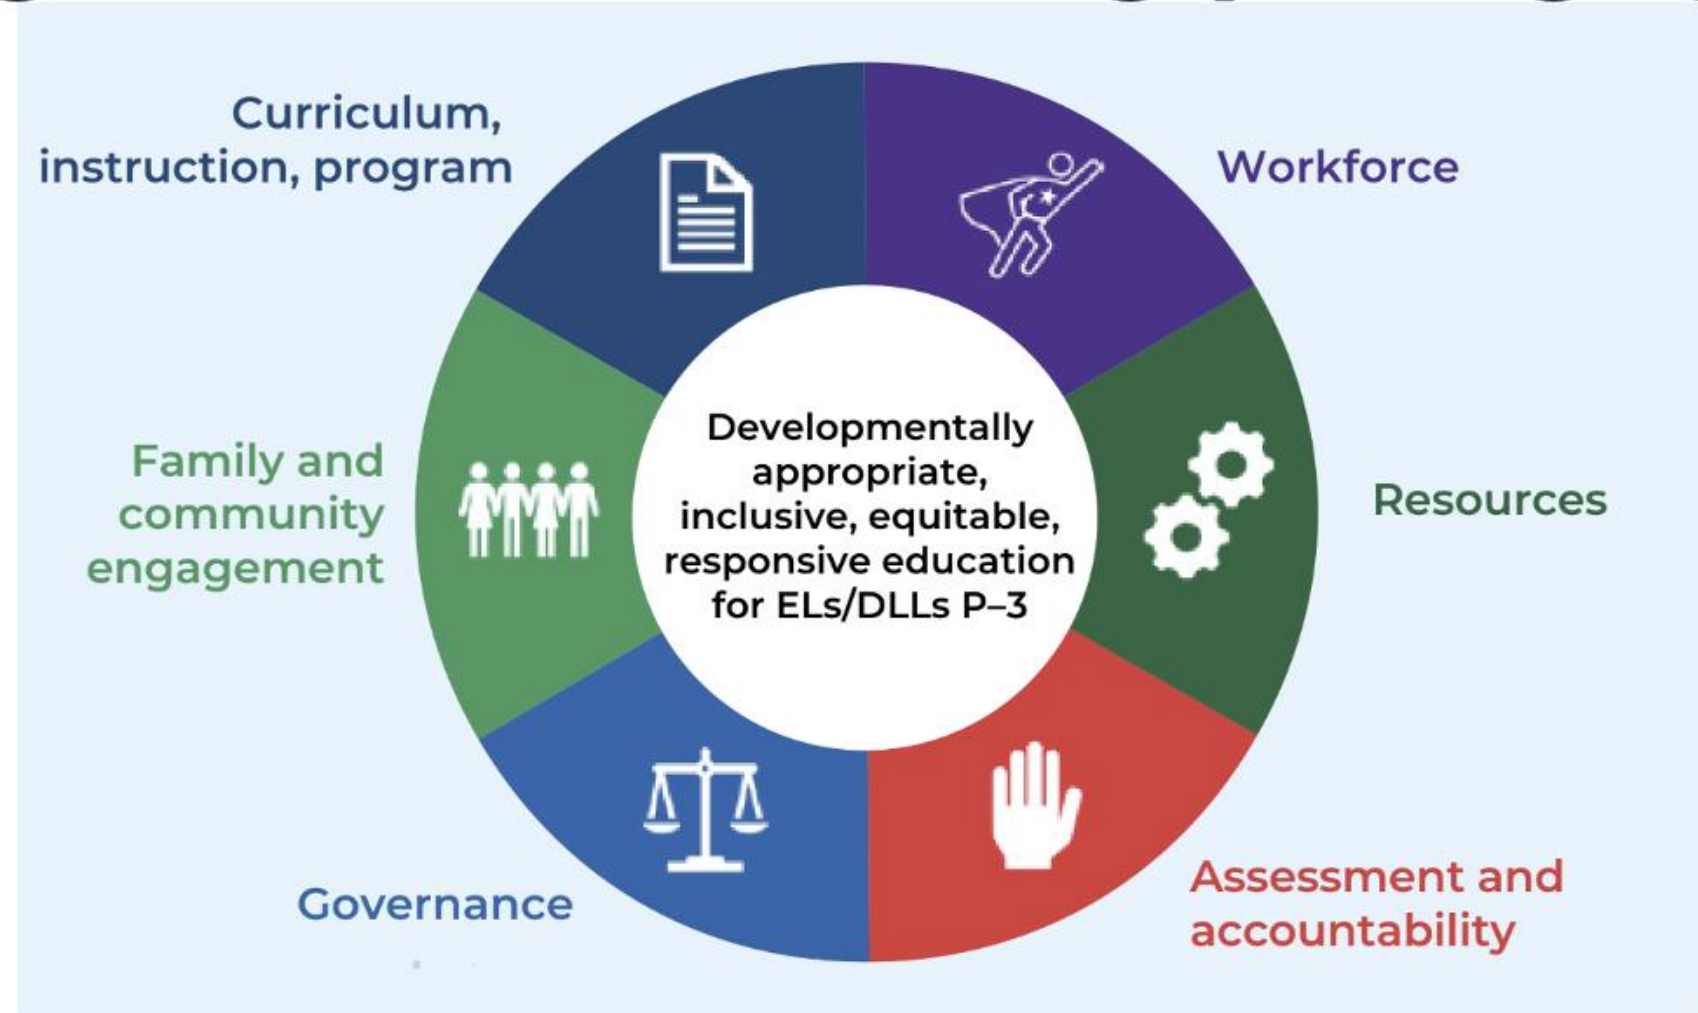 Curriculum,
instruction, program
Workforce
Family and
community
engagement
Developmentally
appropriate,
inclusive, equitable,
responsive education
for ELs/DLLs P–3
Resources
Governance
Assessment and
accountability